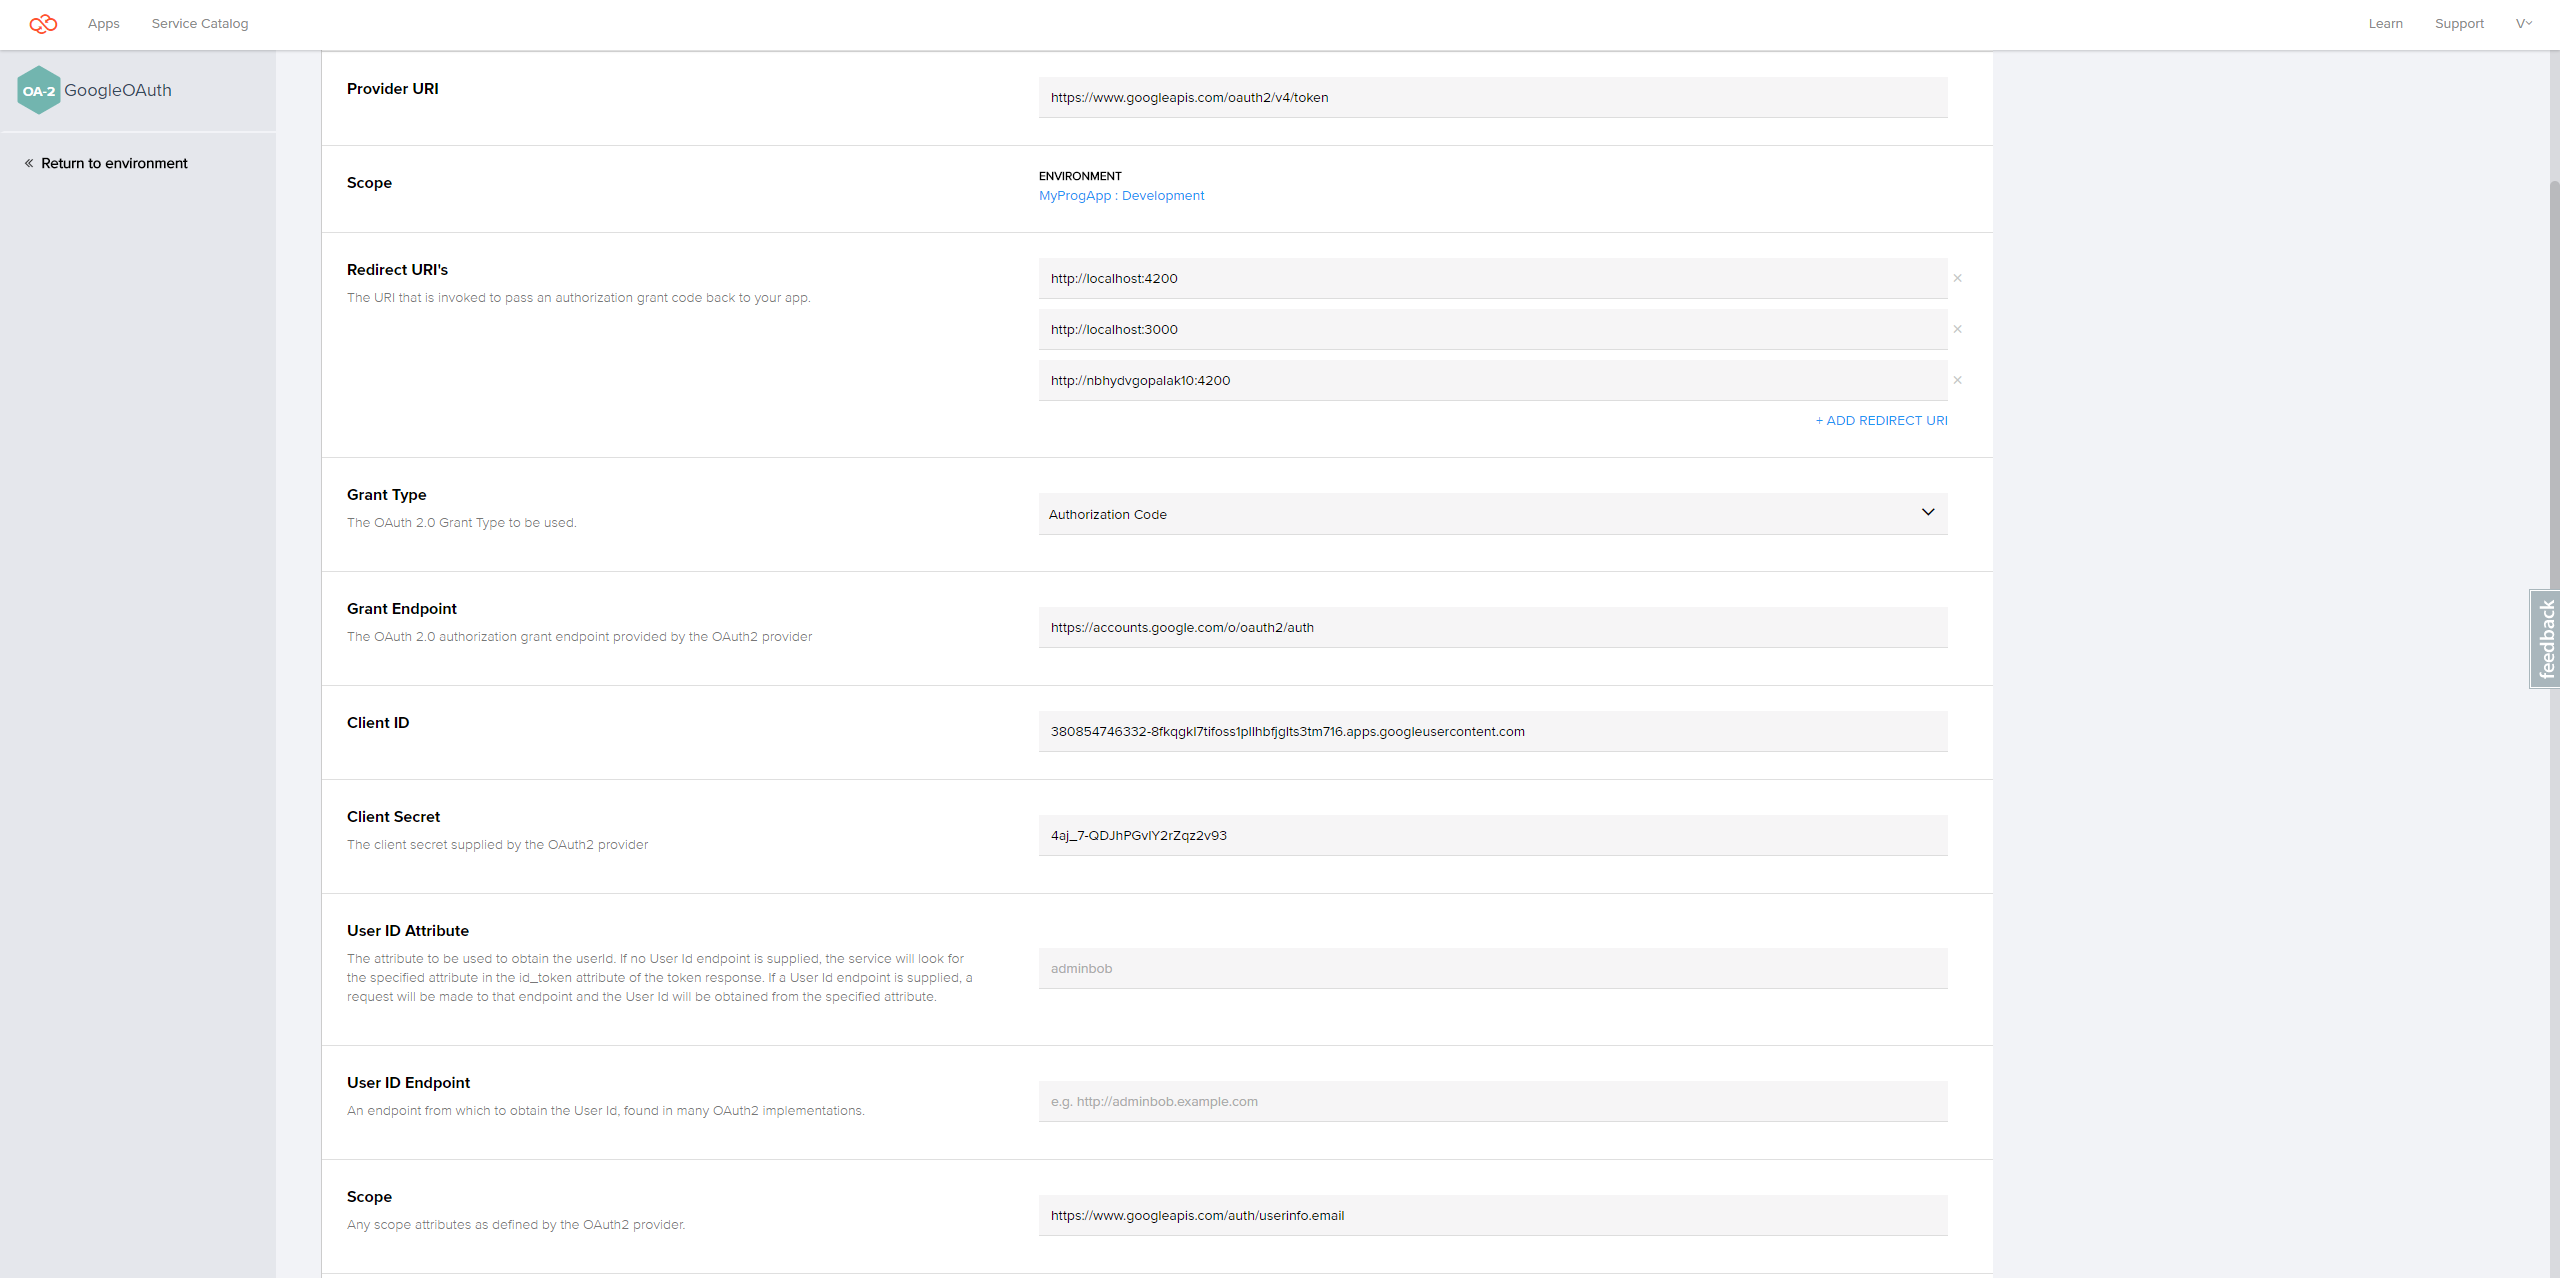 Apps
Service Catalog
Learn
Support
V
OA-2 GoogleOAuth
« Return to environment
Provider URI
https://www.googleapis.com/oauth2/v4/token
Scope
ENVIRONMENT
MyProgApp : Development
Redirect URI's
The URI that is invoked to pass an authorization grant code back to your app.
http://localhost:4200
http://localhost:3000
http://nbhydvgopalak10:4200
+ ADD REDIRECT URI
Grant Type
The OAuth 2.0 Grant Type to be used.
Authorization Code
Grant Endpoint
The OAuth 2.0 authorization grant endpoint provided by the OAuth2 provider
https://accounts.google.com/o/oauth2/auth
Client ID
380854746332-8fkqgkl7tifoss1pllhbfjglts3tm716.apps.googleusercontent.com
Client Secret
The client secret supplied by the OAuth2 provider
4aj_7-QDJhPGvlY2rZqz2v93
User ID Attribute
The attribute to be used to obtain the userId. If no User Id endpoint is supplied, the service will look for
the specified attribute in the id_token attribute of the token response. If a User Id endpoint is supplied, a
request will be made to that endpoint and the User Id will be obtained from the specified attribute.
adminbob
User ID Endpoint
An endpoint from which to obtain the User Id, found in many OAuth2 implementations.
e.g. http://adminbob.example.com
Scope
Any scope attributes as defined by the OAuth2 provider.
https://www.googleapis.com/auth/userinfo.email
feedback